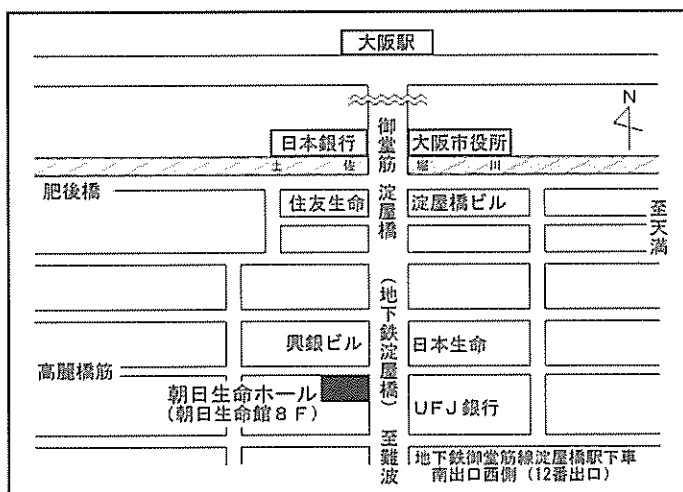 大阪駅
N
日本銀行
御堂筋
大阪市役所
土佐堀川
肥後橋
住友生命
淀屋橋
淀屋橋ビル
至天満
(地下鉄淀屋橋)
興銀ビル
日本生命
高麗橋筋
朝日生命ホール
(朝日生命館8F)
UFJ銀行
至難波
地下鉄御堂筋線淀屋橋駅下車
南出口西側(12番出口)